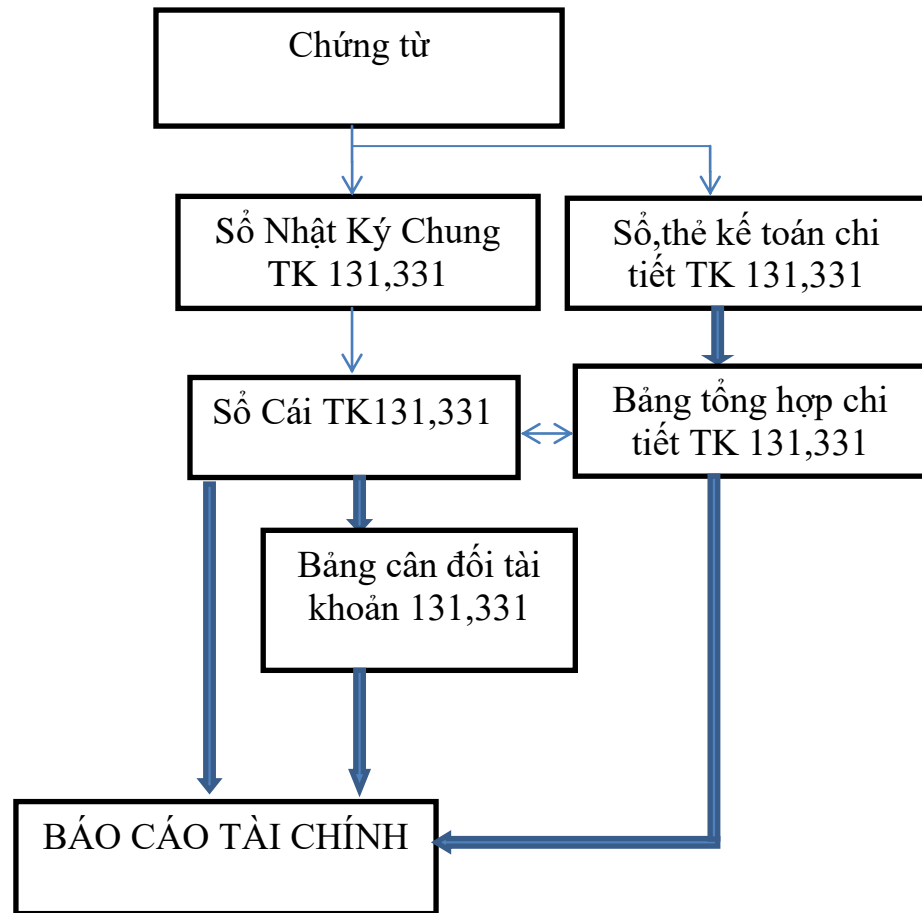 Chứng từ
Sổ Nhật Ký Chung
TK 131,331
Sổ,thẻ kế toán chi
tiết TK 131,331
Sổ Cái TK131,331
Bảng tổng hợp chi
tiết TK 131,331
Bảng cân đối tài
khoản 131,331
BÁO CÁO TÀI CHÍNH